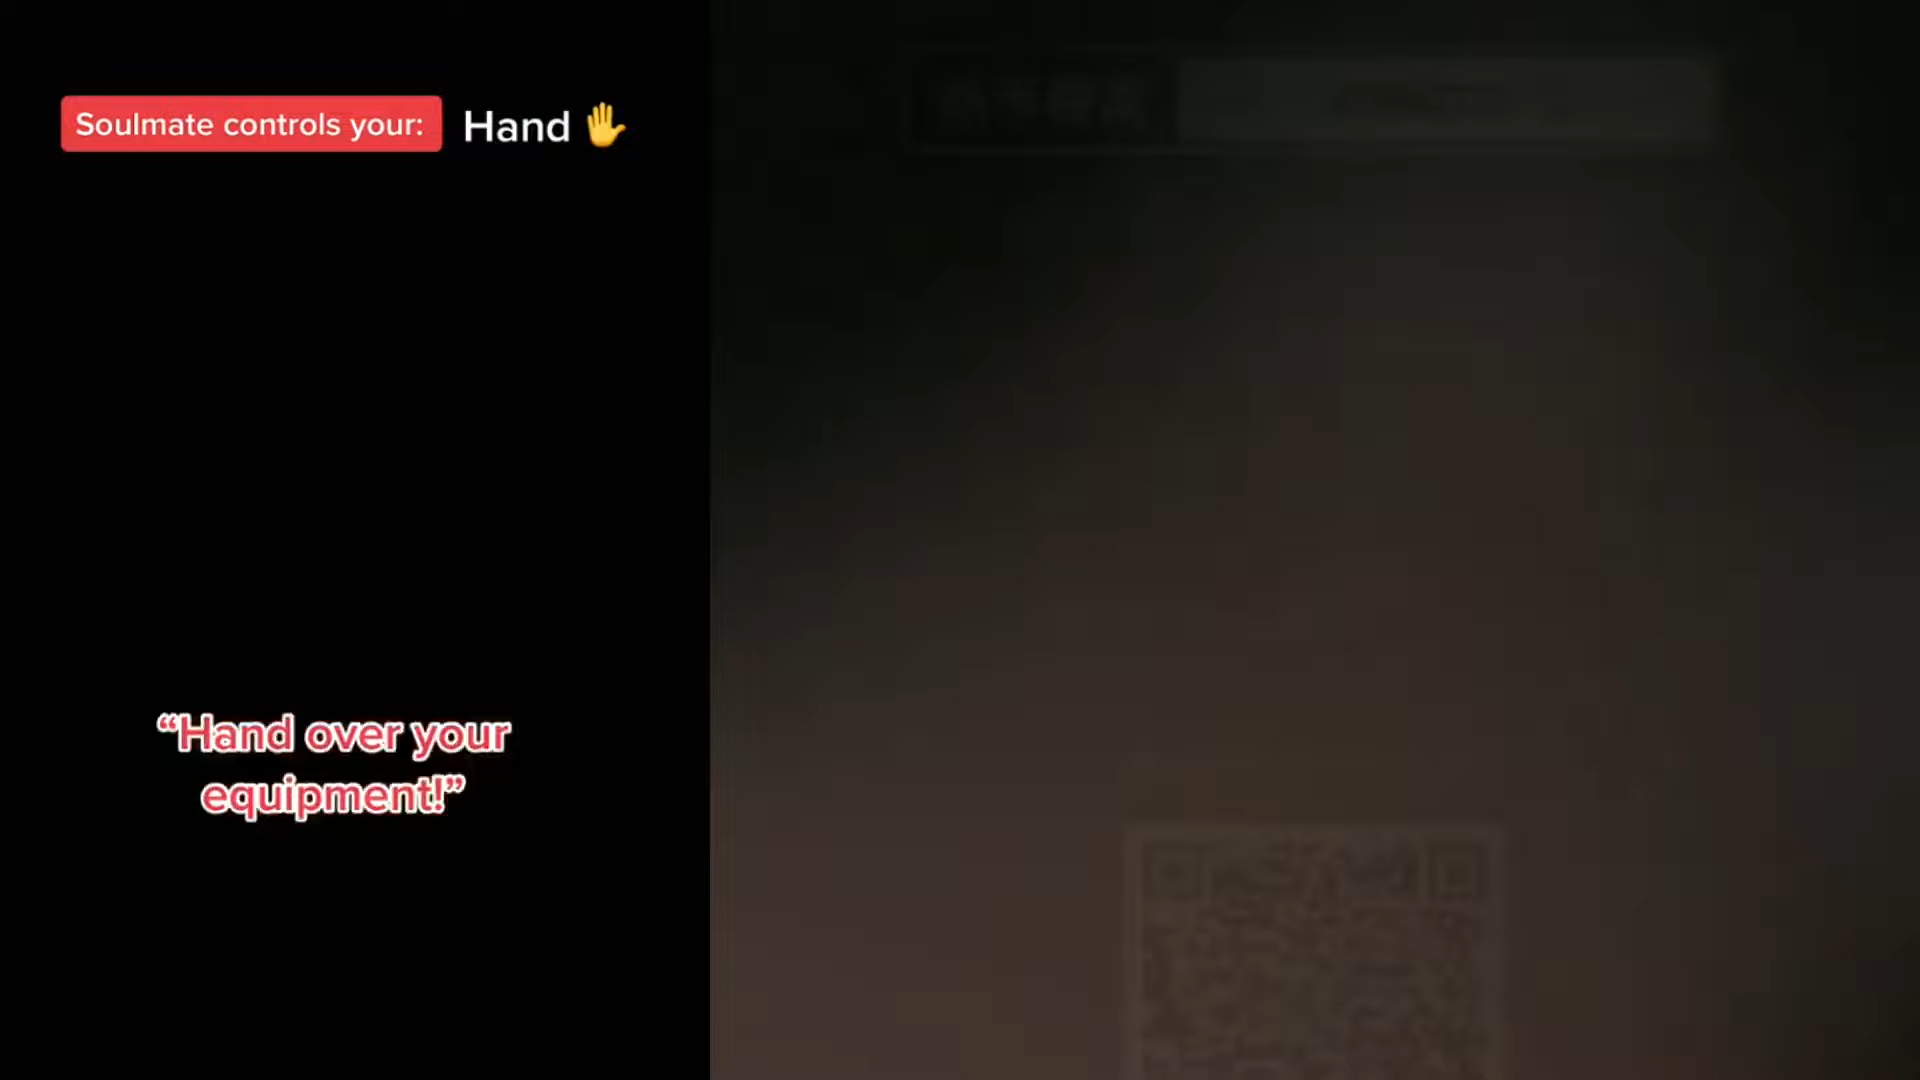 Soulmate controls your: Hand ✋
“Hand over your
equipment!”